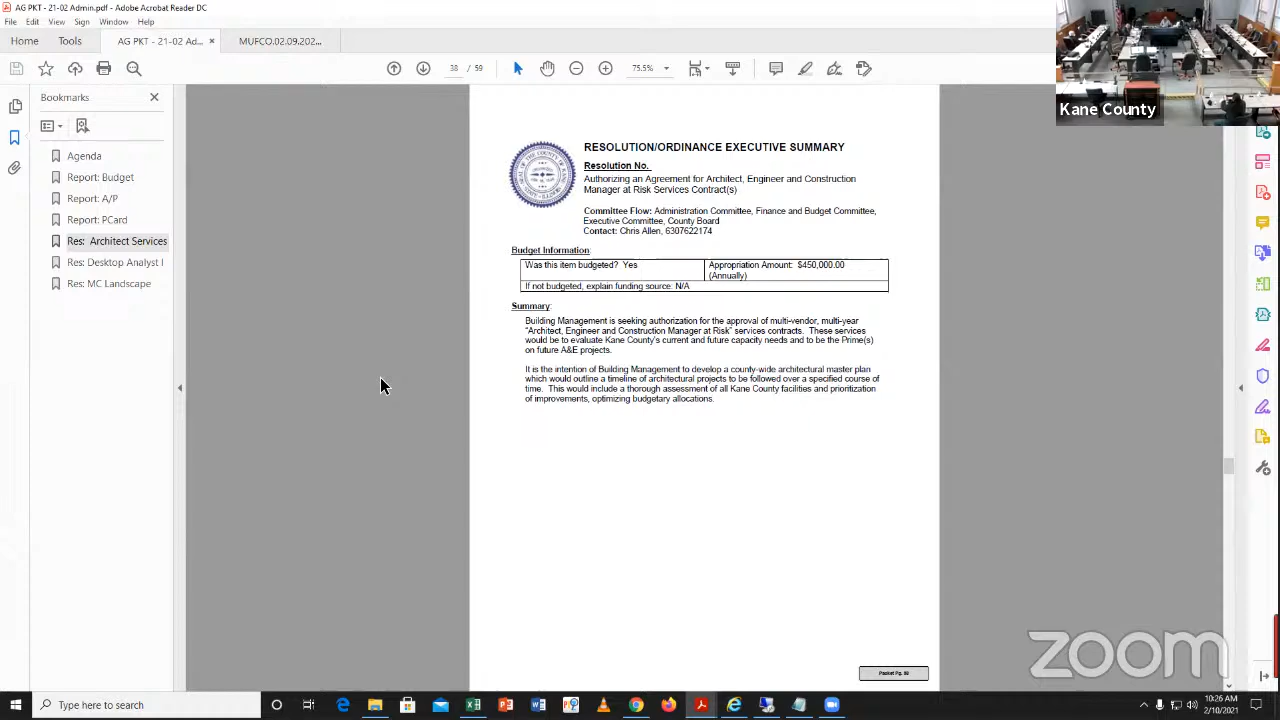 AG PKT - 21-02 Admin.pdf - Adobe Acrobat Reader DC
File Edit View Sign Window Help
Home Tools AG PKT - 21-02 Ad... × MUFCO.02.09.202...
59 75.5%
Kane County
Bookmarks
Agenda
Report: Budget
Report: A/P
Report: PCard
Res: Architect Services
Res: Desktop Analyst I
Res: MC Landscape
RESOLUTION/ORDINANCE EXECUTIVE SUMMARY
Resolution No.
Authorizing an Agreement for Architect, Engineer and Construction
Manager at Risk Services Contract(s)
Committee Flow: Administration Committee, Finance and Budget Committee,
Executive Committee, County Board
Contact: Chris Allen, 6307622174
Budget Information:
Was this item budgeted? Yes Appropriation Amount: $450,000.00
(Annually)
If not budgeted, explain funding source: N/A
Summary:
Building Management is seeking authorization for the approval of multi-vendor, multi-year
“Architect, Engineer and Construction Manager at Risk” services contracts. These services
would be to evaluate Kane County's current and future capacity needs and to be the Prime(s)
on future A&E projects.
It is the intention of Building Management to develop a county-wide architectural master plan
which would outline a timeline of architectural projects to be followed over a specified course of
time. This would include a thorough assessment of all Kane County facilities and prioritization
of improvements, optimizing budgetary allocations.
Packet Pg.
zoom
Type here to search
10:26 AM
2/10/2021